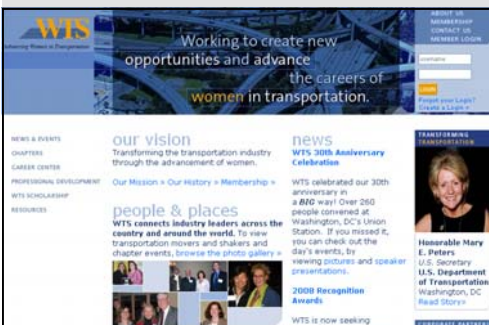 WTS
Advancing Women in Transportation
Working to create new
opportunities and advance
the careers of
women in transportation.
ABOUT US
MEMBERSHIP
CONTACT US
MEMBER LOGIN
username
LOGIN
Forgot your Login?
Create a Login »
NEWS & EVENTS
CHAPTERS
CAREER CENTER
PROFESSIONAL DEVELOPMENT
WTS SCHOLARSHIP
RESOURCES
our vision
Transforming the transportation industry
through the advancement of women.
Our Mission » Our History » Membership »
people & places
WTS connects industry leaders across the
country and around the world. To view
transportation movers and shakers and
chapter events, browse the photo gallery »
news
WTS 30th Anniversary
Celebration
WTS celebrated our 30th
anniversary in
a BIG way! Over 260
people convened at
Washington, DC's Union
Station. If you missed it,
you can check out the
day's events, by
viewing pictures and speaker
presentations.
2008 Recognition
Awards
WTS is now seeking
TRANSFORMING
TRANSPORTATION
Honorable Mary
E. Peters
U.S. Secretary
U.S. Department
of Transportation
Washington, DC
Read Story»
CORPORATE PARTNER